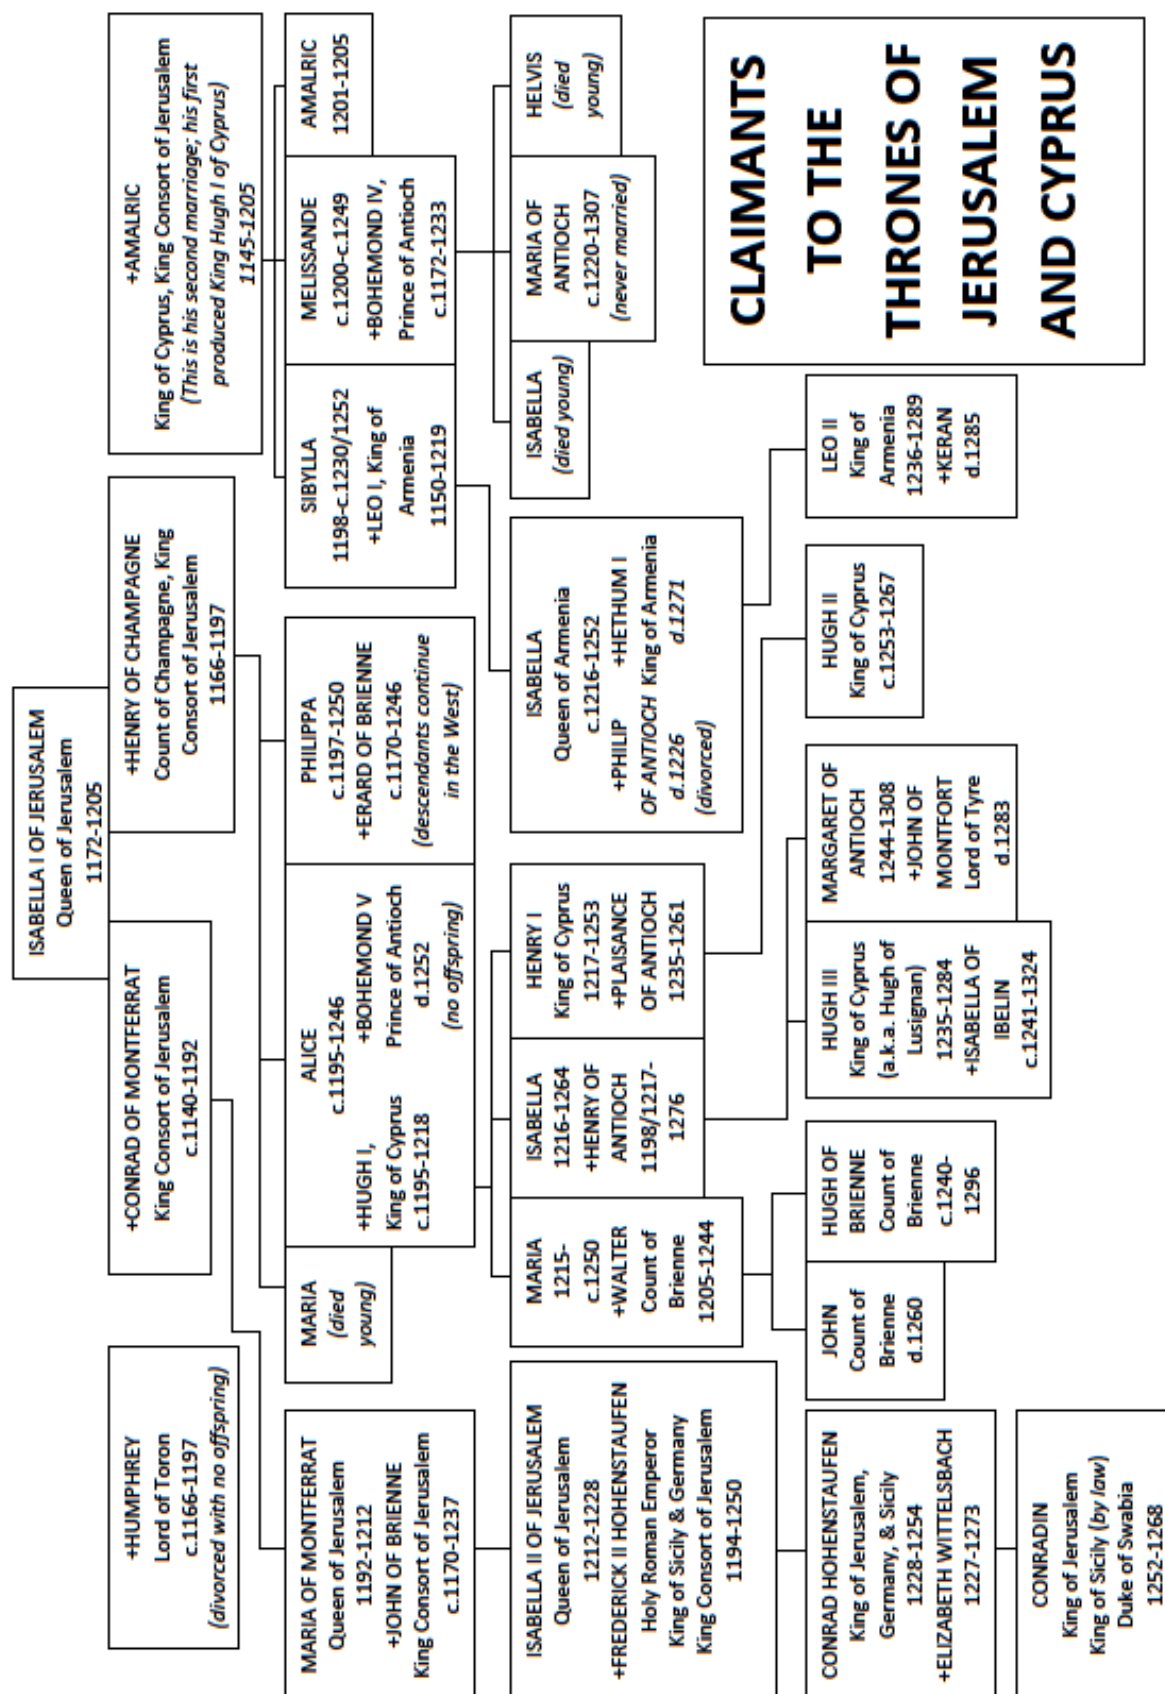 ISABELLA I OF JERUSALEM
Queen of Jerusalem
1172-1205
+HUMPHREY
Lord of Toron
c.1166-1197
(divorced with no offspring)
+CONRAD OF MONTFERRAT
King Consort of Jerusalem
c.1140-1192
+HENRY OF CHAMPAGNE
Count of Champagne, King
Consort of Jerusalem
1166-1197
+AMALRIC
King of Cyprus, King Consort of Jerusalem
(This is his second marriage; his first
produced King Hugh I of Cyprus)
1145-1205
MARIA OF MONTFERRAT
Queen of Jerusalem
1192-1212
+JOHN OF BRIENNE
King Consort of Jerusalem
c.1170-1237
MARIA
(died
young)
ALICE
c.1195-1246
+HUGH I,
King of Cyprus
c.1195-1218
+BOHEMOND V
Prince of Antioch
d.1252
(no offspring)
PHILIPPA
c.1197-1250
+ERARD OF BRIENNE
c.1170-1246
(descendants continue
in the West)
SIBYLLA
1198-c.1230/1252
+LEO I, King of
Armenia
1150-1219
MELISSANDE
c.1200-c.1249
+BOHEMOND IV,
Prince of Antioch
c.1172-1233
AMALRIC
1201-1205
ISABELLA II OF JERUSALEM
Queen of Jerusalem
1212-1228
+FREDERICK II HOHENSTAUFEN
Holy Roman Emperor
King of Sicily & Germany
King Consort of Jerusalem
1194-1250
MARIA
1215-
c.1250
+WALTER
Count of
Brienne
1205-1244
ISABELLA
1216-1264
+HENRY OF
ANTIOCH
1198/1217-
1276
HENRY I
King of Cyprus
1217-1253
+PLAISANCE
OF ANTIOCH
1235-1261
ISABELLA
Queen of Armenia
c.1216-1252
+PHILIP
OF ANTIOCH
d.1226
(divorced)
+HETHUM I
King of Armenia
d.1271
ISABELLA
(died young)
MARIA OF
ANTIOCH
c.1220-1307
(never married)
HELVIS
(died
young)
CONRAD HOHENSTAUFEN
King of Jerusalem,
Germany, & Sicily
1228-1254
+ELIZABETH WITTELSBACH
1227-1273
JOHN
Count of
Brienne
d.1260
HUGH OF
BRIENNE
Count of
Brienne
c.1240-
1296
HUGH III
King of Cyprus
(a.k.a. Hugh of
Lusignan)
1235-1284
+ISABELLA OF
IBELIN
c.1241-1324
MARGARET OF
ANTIOCH
1244-1308
+JOHN OF
MONTFORT
Lord of Tyre
d.1283
HUGH II
King of Cyprus
c.1253-1267
LEO II
King of
Armenia
1236-1289
+KERAN
d.1285
CONRADIN
King of Jerusalem
King of Sicily (by law)
Duke of Swabia
1252-1268
CLAIMANTS
TO THE
THRONES OF
JERUSALEM
AND CYPRUS